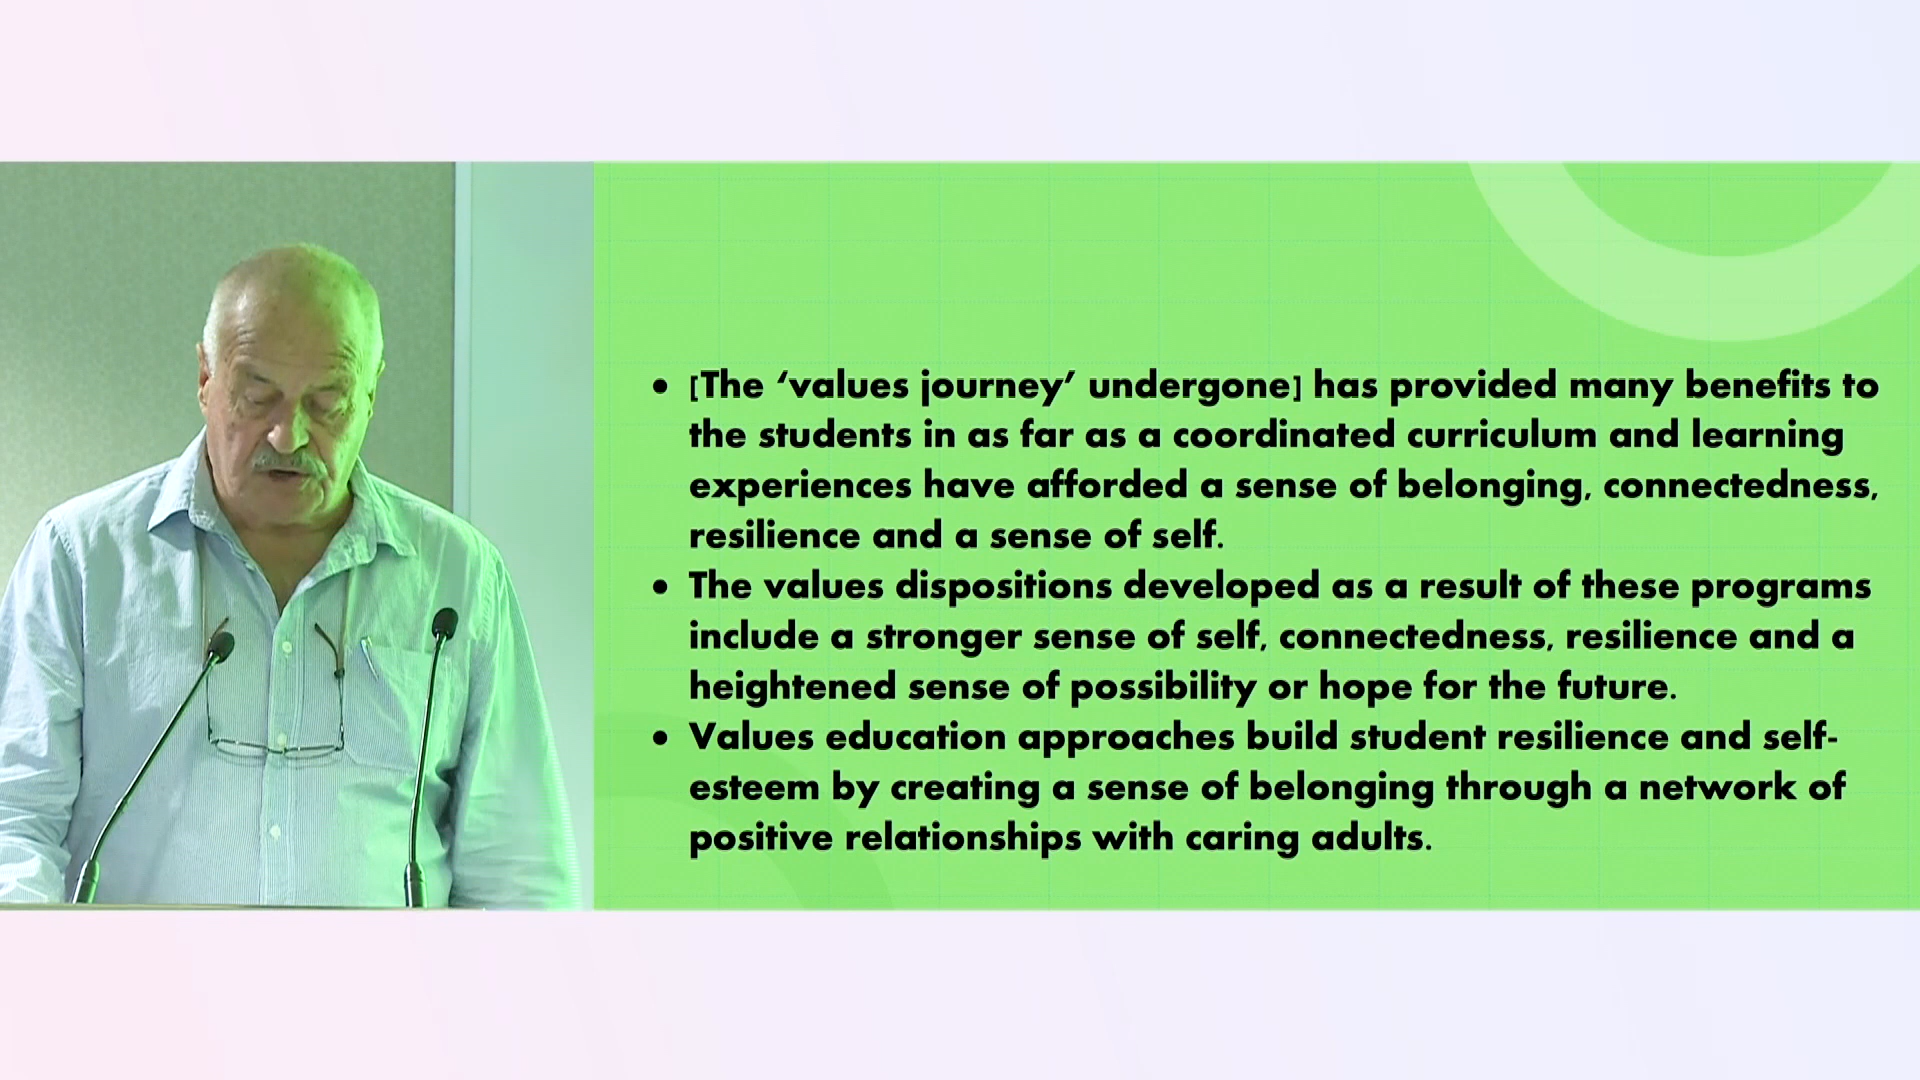 • [The ‘values journey’ undergone] has provided many benefits to
the students in as far as a coordinated curriculum and learning
experiences have afforded a sense of belonging, connectedness,
resilience and a sense of self.
• The values dispositions developed as a result of these programs
include a stronger sense of self, connectedness, resilience and a
heightened sense of possibility or hope for the future.
• Values education approaches build student resilience and self-
esteem by creating a sense of belonging through a network of
positive relationships with caring adults.